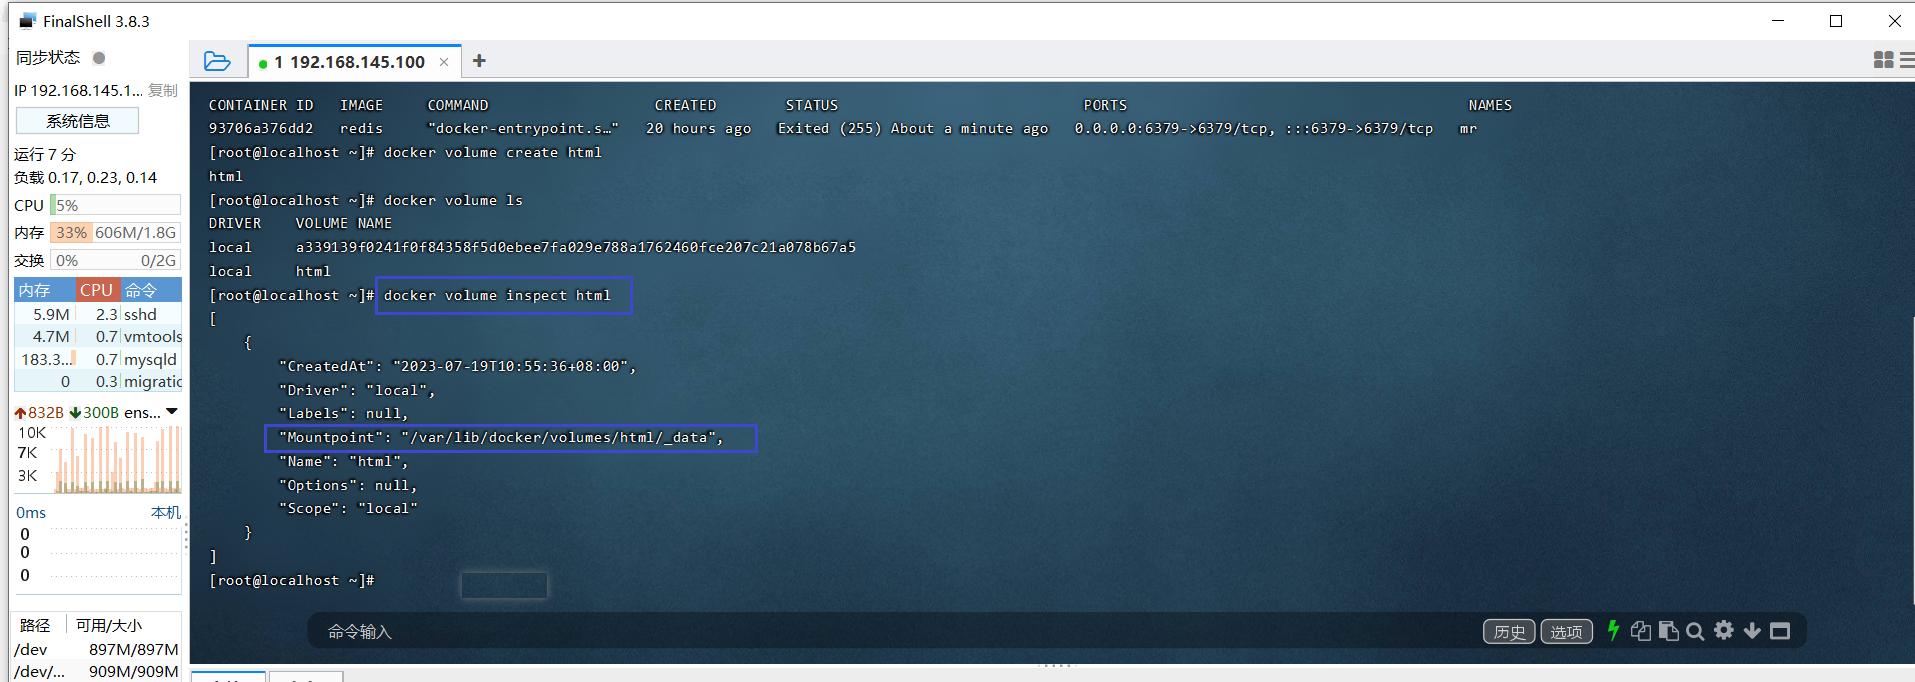 FinalShell 3.8.3
同步状态
IP 192.168.145.1... 复制
系统信息
运行 7 分
负载 0.17, 0.23, 0.14
CPU 5%
内存 33% 606M/1.8G
交换 0% 0/2G
内存 CPU 命令
5.9M 2.3 sshd
4.7M 0.7 vmtools
183.3... 0.7 mysqld
0 0.3 migratic
832B 300B ens...
10K
7K
3K
0ms 本机
0
0
0
路径 可用/大小
/dev 897M/897M
/dev/... 909M/909M
1 192.168.145.100
CONTAINER ID IMAGE COMMAND CREATED STATUS PORTS NAMES
93706a376dd2 redis "docker-entrypoint.s…" 20 hours ago Exited (255) About a minute ago 0.0.0.0:6379->6379/tcp, :::6379->6379/tcp mr
[root@localhost ~]# docker volume create html
html
[root@localhost ~]# docker volume ls
DRIVER VOLUME NAME
local a339139f0241f0f84358f5d0ebee7fa029e788a1762460fce207c21a078b67a5
local html
[root@localhost ~]# docker volume inspect html
[
{
"CreatedAt": "2023-07-19T10:55:36+08:00",
"Driver": "local",
"Labels": null,
"Mountpoint": "/var/lib/docker/volumes/html/_data",
"Name": "html",
"Options": null,
"Scope": "local"
}
]
[root@localhost ~]#
命令输入
历史 选项